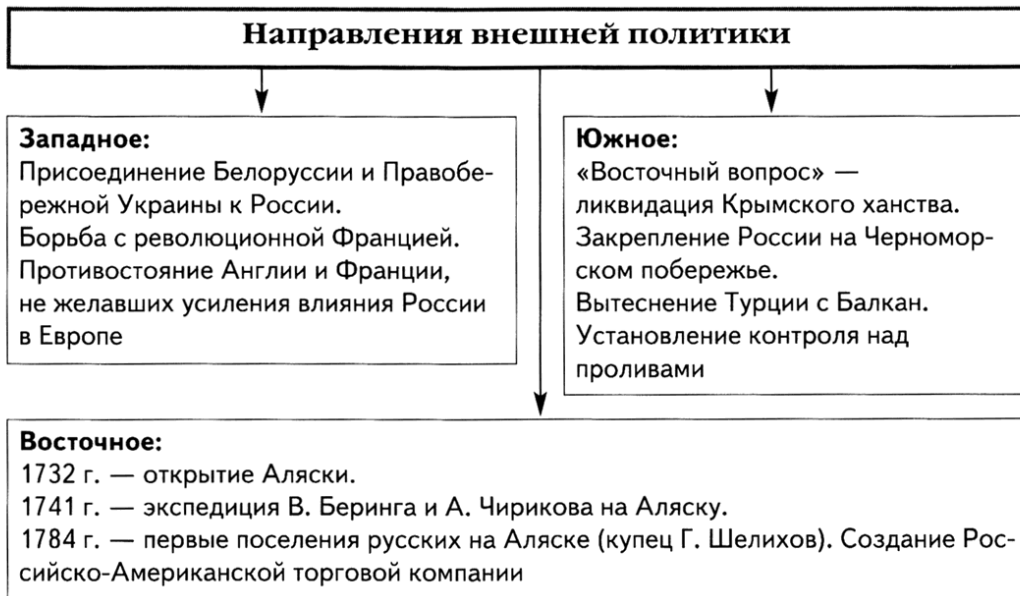 Направления внешней политики
Западное:
Присоединение Белоруссии и Правобе-
режной Украины к России.
Борьба с революционной Францией.
Противостояние Англии и Франции,
не желавших усиления влияния России
в Европе
Южное:
«Восточный вопрос» —
ликвидация Крымского ханства.
Закрепление России на Черномор-
ском побережье.
Вытеснение Турции с Балкан.
Установление контроля над
проливами
Восточное:
1732 г. — открытие Аляски.
1741 г. — экспедиция В. Беринга и А. Чирикова на Аляску.
1784 г. — первые поселения русских на Аляске (купец Г. Шелихов). Создание Рос-
сийско-Американской торговой компании